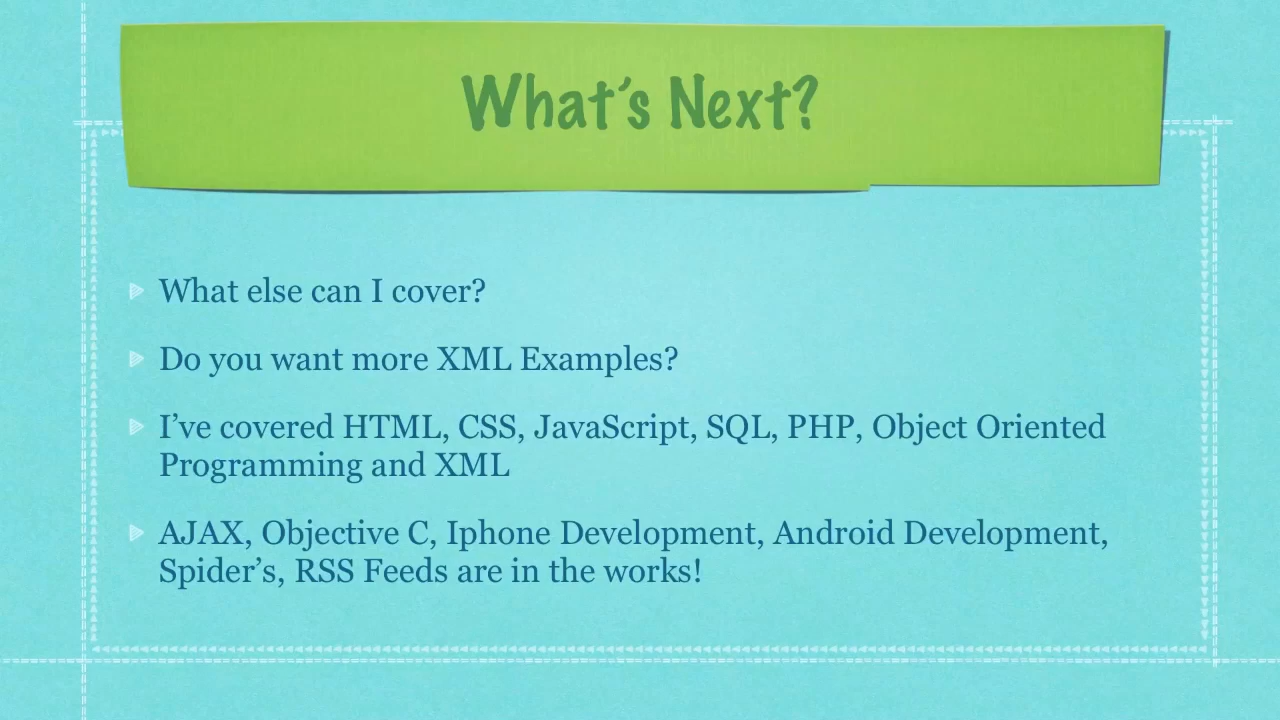 What's Next?
What else can I cover?
Do you want more XML Examples?
I've covered HTML, CSS, JavaScript, SQL, PHP, Object Oriented
Programming and XML
AJAX, Objective C, Iphone Development, Android Development,
Spider's, RSS Feeds are in the works!